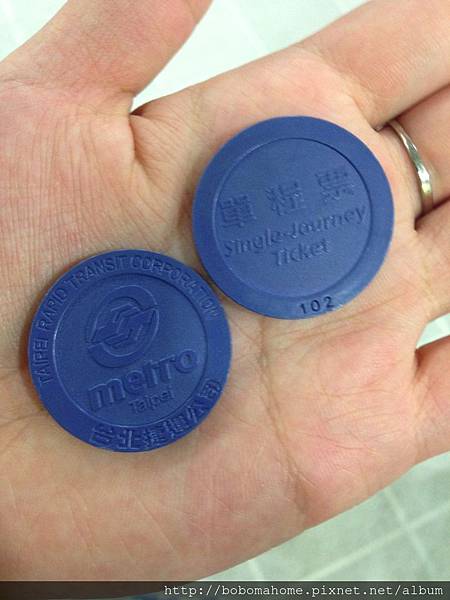 TAIPEI RAPID TRANSIT CORPORATION
metro
Taipei
台北捷運公司
單程票
Single-Journey
Ticket
102
http://bobomahome.pixnet.net/album